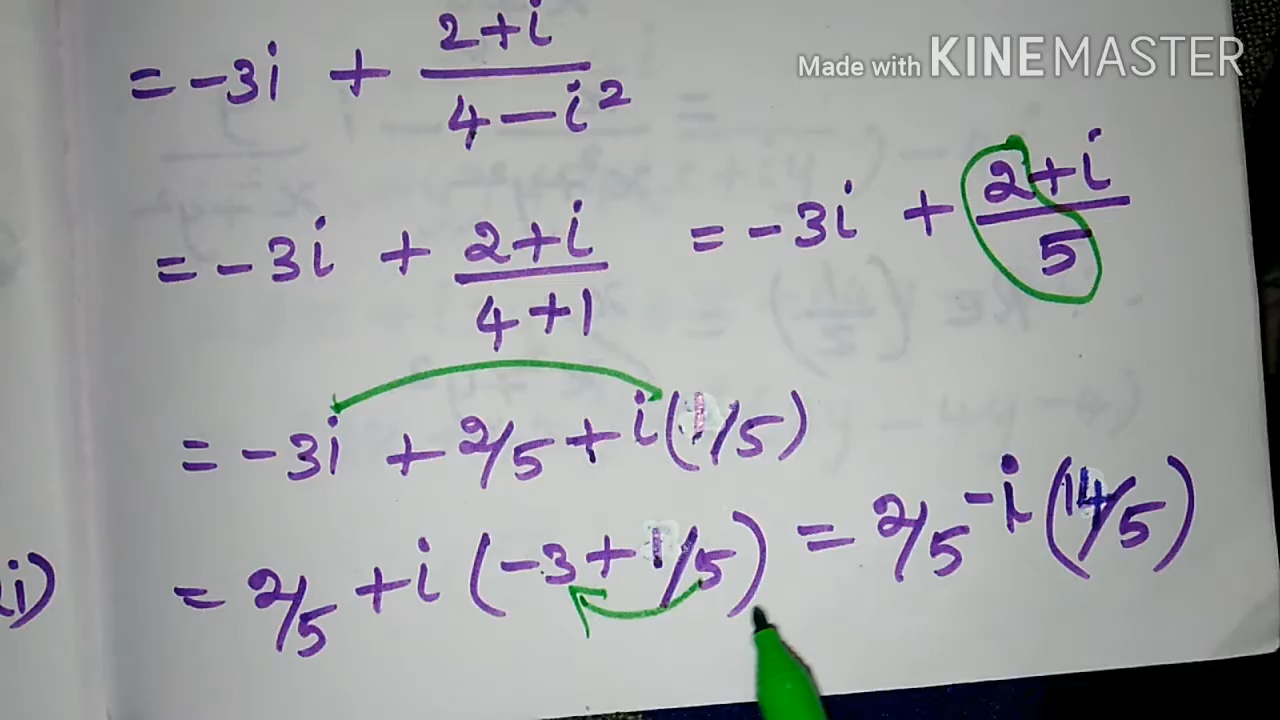 Made with KINEMASTER
= -3i + (2+i)/(4-i²)
= -3i + (2+i)/(4+1) = -3i + (2+i)/5
= -3i + 2/5 + i(1/5)
= 2/5 + i(-3+1/5) = 2/5 -i(14/5)
i)